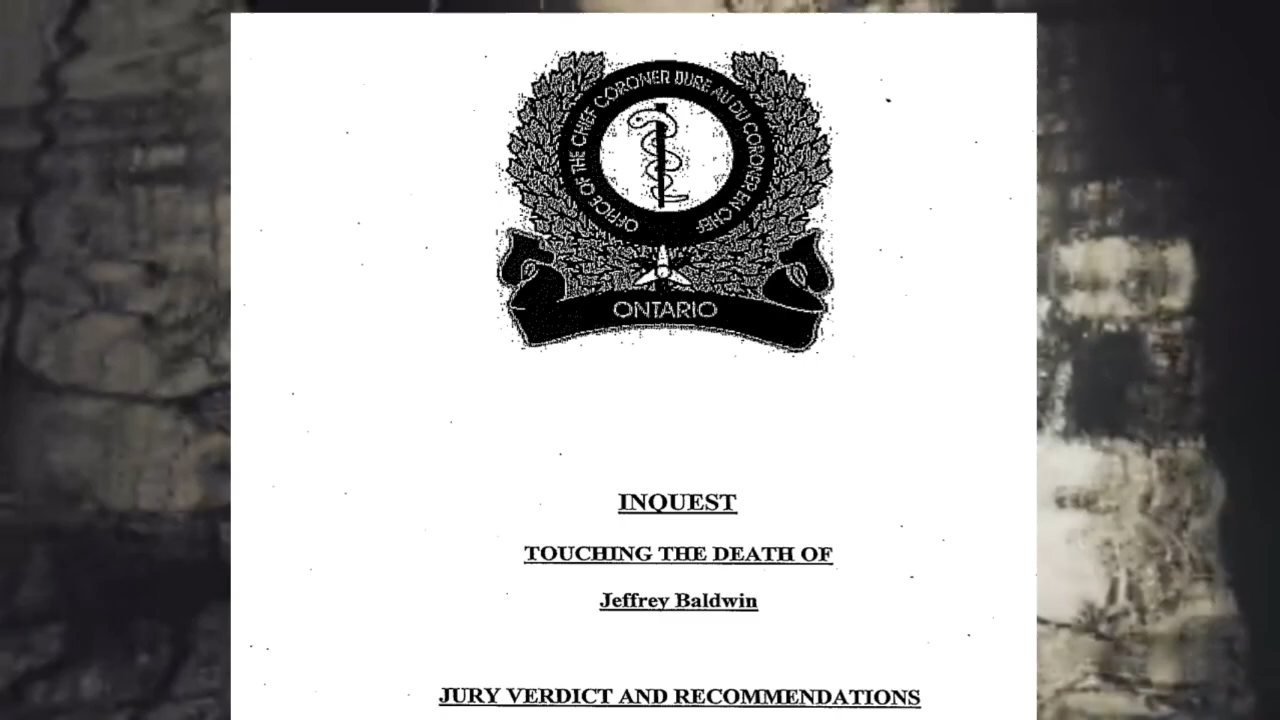 OFFICE OF THE CHIEF CORONER BUREAU DU CORONER EN CHEF
ONTARIO
INQUEST
TOUCHING THE DEATH OF
Jeffrey Baldwin
JURY VERDICT AND RECOMMENDATIONS